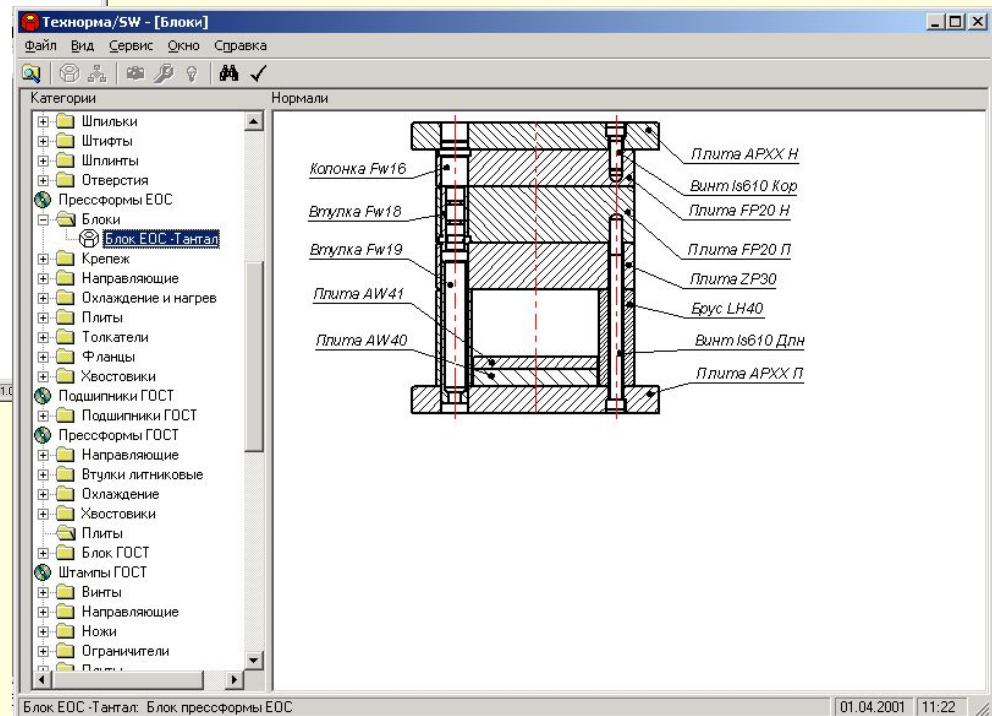 Технорма/SW - [Блоки]
Файл Вид Сервис Окно Справка
Категории
Нормали
Шпильки
Штифты
Шплинты
Отверстия
Прессформы ЕОС
Блоки
Блок ЕОС -Тантал
Крепеж
Направляющие
Охлаждение и нагрев
Плиты
Толкатели
Фланцы
Хвостовики
Подшипники ГОСТ
Подшипники ГОСТ
Прессформы ГОСТ
Направляющие
Втулки литниковые
Охлаждение
Хвостовики
Плиты
Блок ГОСТ
Штампы ГОСТ
Винты
Направляющие
Ножи
Ограничители
Колонка Fw16
Втулка Fw18
Втулка Fw19
Плита AW41
Плита AW40
Плита APXX Н
Винт Is610 Кор
Плита FP20 Н
Плита FP20 П
Плита ZP30
Брус LH40
Винт Is610 Длн
Плита APXX П
Блок ЕОС -Тантал: Блок прессформы ЕОС
01.04.2001
11:22